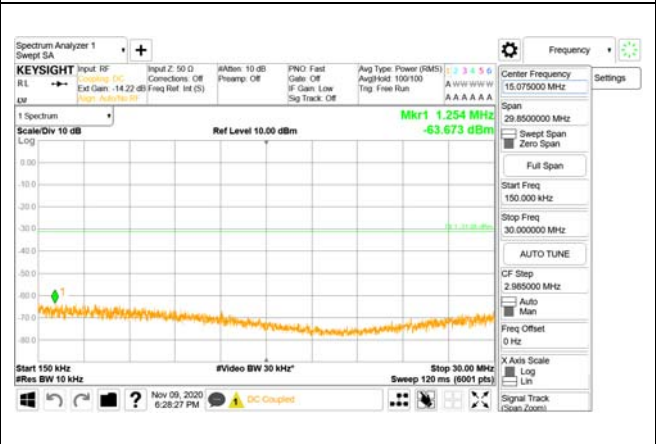 Spectrum Analyzer 1
Swept SA
Frequency
KEYSIGHT
Input: RF
Coupling: DC
Ext Gain: -14.22 dB
Align: Auto/No RF
Input Z: 50 Ω
Corrections: Off
Freq Ref: Int (S)
#Atten: 10 dB
Preamp: Off
PNO: Fast
Gate: Off
IF Gain: Low
Sig Track: Off
Avg Type: Power (RMS)
Avg|Hold: 100/100
Trig: Free Run
1 2 3 4 5 6
A W W W W W
A A A A A A
RL
1 Spectrum
Scale/Div 10 dB
Ref Level 10.00 dBm
Mkr1 1.254 MHz
-63.673 dBm
Log
0.00
-10.0
-20.0
-30.0
-40.0
-50.0
-60.0
-70.0
-80.0
1
Start 150 kHz
#Res BW 10 kHz
#Video BW 30 kHz*
Stop 30.00 MHz
Sweep 120 ms (6001 pts)
Nov 09, 2020
6:28:27 PM
DC Coupled
Center Frequency
15.075000 MHz
Settings
Span
29.8500000 MHz
Swept Span
Zero Span
Full Span
Start Freq
150.000 kHz
Stop Freq
30.000000 MHz
AUTO TUNE
CF Step
2.985000 MHz
Auto
Man
Freq Offset
0 Hz
X Axis Scale
Log
Lin
Signal Track
(Span Zoom)